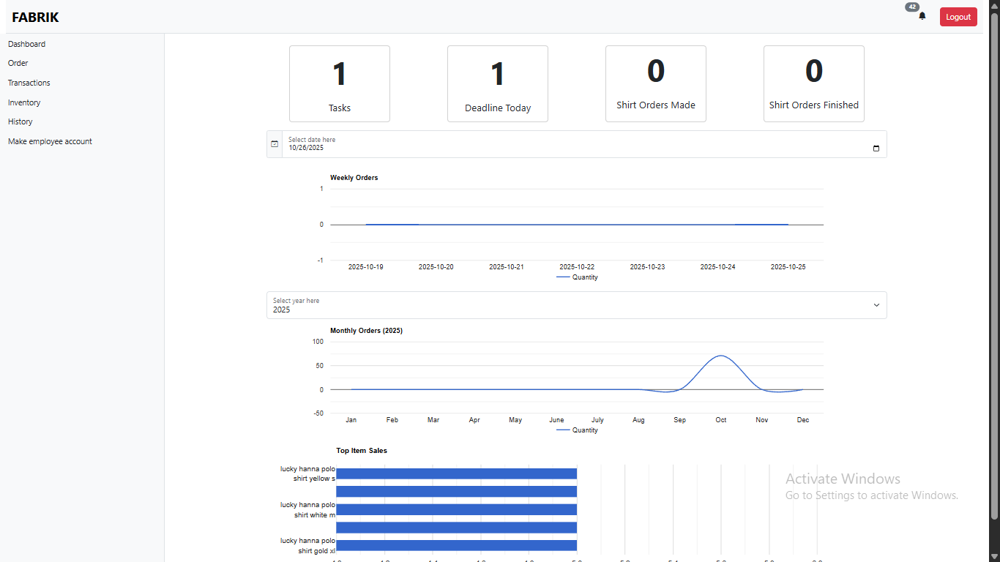 FABRIK
42
Logout
Dashboard
Order
Transactions
Inventory
History
Make employee account
1
Tasks
1
Deadline Today
0
Shirt Orders Made
0
Shirt Orders Finished
Select date here
10/26/2025
Weekly Orders
1
0
-1
2025-10-19 2025-10-20 2025-10-21 2025-10-22 2025-10-23 2025-10-24 2025-10-25
Quantity
Select year here
2025
Monthly Orders (2025)
100
50
0
-50
Jan Feb Mar Apr May June July Aug Sep Oct Nov Dec
Quantity
Top Item Sales
lucky hanna polo
shirt yellow s
lucky hanna polo
shirt white m
lucky hanna polo
shirt gold xl
Activate Windows
Go to Settings to activate Windows.